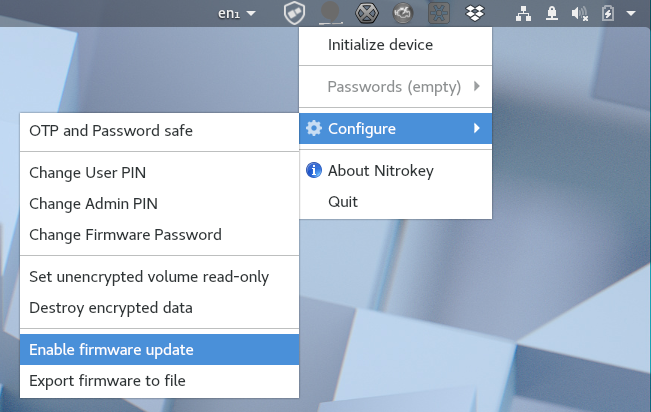 en₁
Initialize device
Passwords (empty)
Configure
About Nitrokey
Quit
OTP and Password safe
Change User PIN
Change Admin PIN
Change Firmware Password
Set unencrypted volume read-only
Destroy encrypted data
Enable firmware update
Export firmware to file